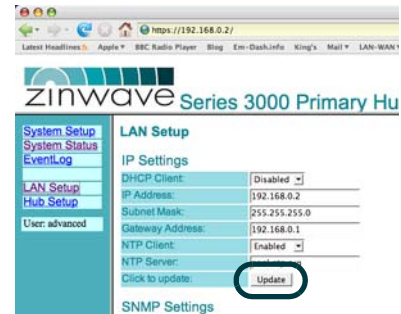 https://192.168.0.2/
Latest Headlines Apple BBC Radio Player Blog Em-Dash.info King's Mail LAN-WAN
zinwave Series 3000 Primary Hu
System Setup
System Status
EventLog
LAN Setup
Hub Setup
User: advanced
LAN Setup
IP Settings
DHCP Client: Disabled
IP Address: 192.168.0.2
Subnet Mask: 255.255.255.0
Gateway Address: 192.168.0.1
NTP Client: Enabled
NTP Server:
Click to update: Update
SNMP Settings